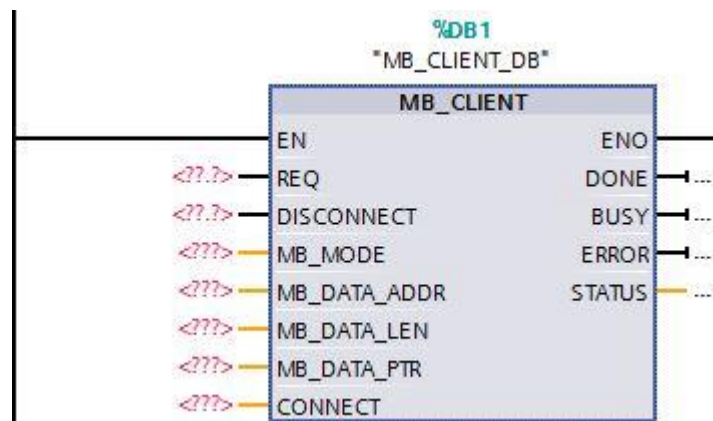 %DB1
"MB_CLIENT_DB"
MB_CLIENT
EN ENO
<??.?> REQ DONE ...
<??.?> DISCONNECT BUSY ...
<???> MB_MODE ERROR ...
<???> MB_DATA_ADDR STATUS ...
<???> MB_DATA_LEN
<???> MB_DATA_PTR
<???> CONNECT